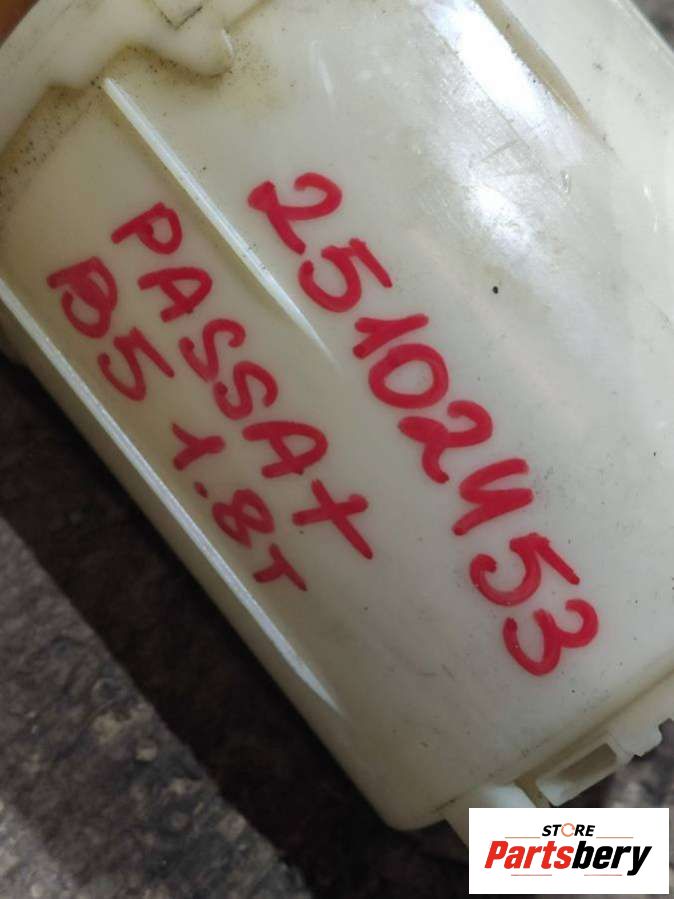 25102453
PASSAT
B5 1.8T
STORE
Partsbery